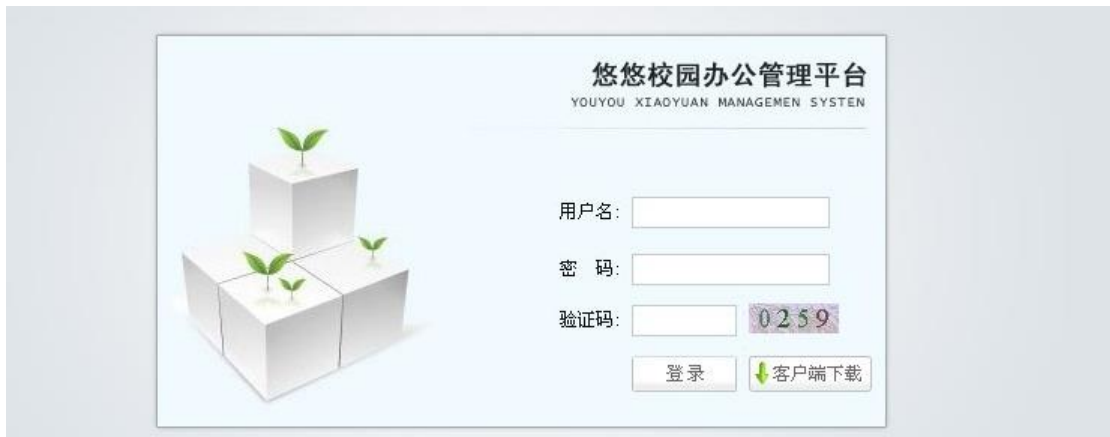 悠悠校园办公管理平台
YOUYOU XIAOYUAN MANAGEMEN SYSTEN
用户名:
密 码:
验证码: 0259
登录 客户端下载